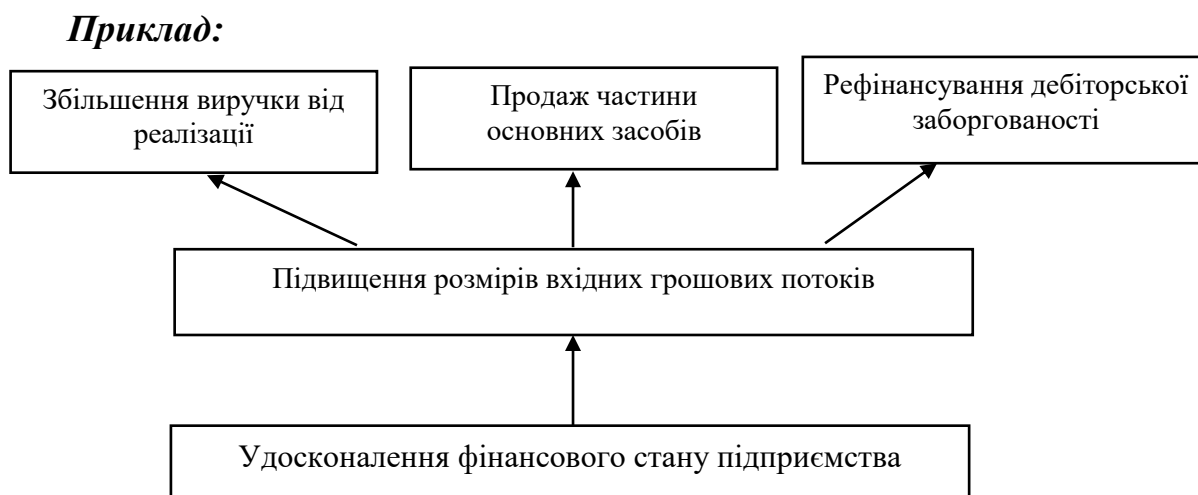 Приклад:
Збільшення виручки від
реалізації
Продаж частини
основних засобів
Рефінансування дебіторської
заборгованості
Підвищення розмірів вхідних грошових потоків
Удосконалення фінансового стану підприємства